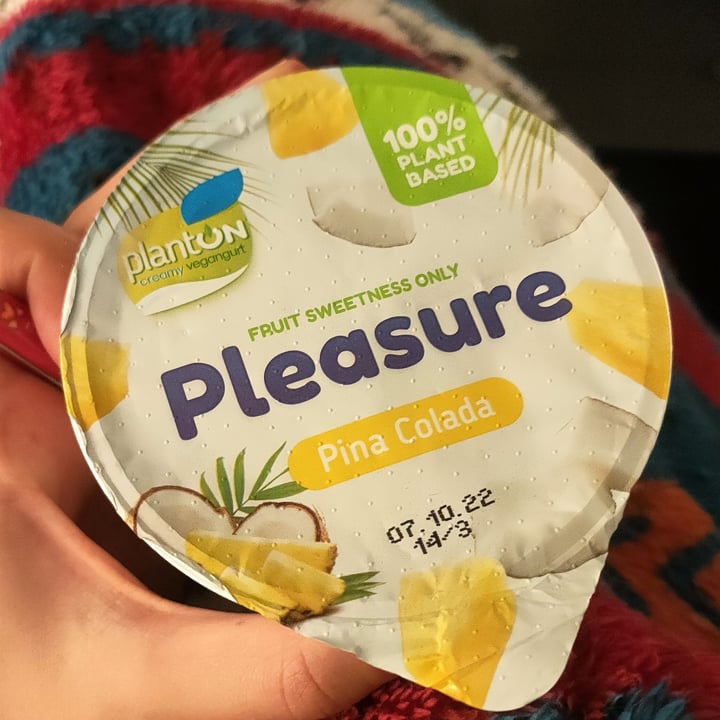 100%
PLANT
BASED
plantON
creamy vegangurt
FRUIT SWEETNESS ONLY
Pleasure
Pina Colada
07.10.22
14/3